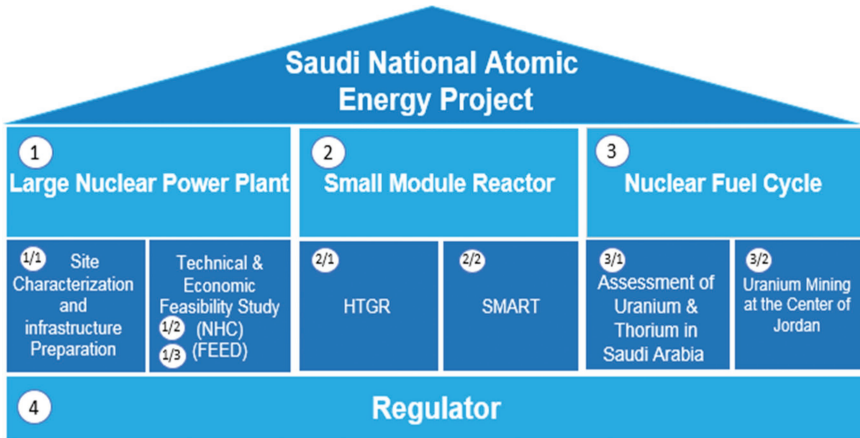 Saudi National Atomic
Energy Project
1
Large Nuclear Power Plant
2
Small Module Reactor
3
Nuclear Fuel Cycle
1/1 Site
Characterization
and
infrastructure
Preparation
Technical &
Economic
Feasibility Study
1/2 (NHC)
1/3 (FEED)
2/1
HTGR
2/2
SMART
3/1
Assessment of
Uranium &
Thorium in
Saudi Arabia
3/2
Uranium Mining
at the Center of
Jordan
4 Regulator